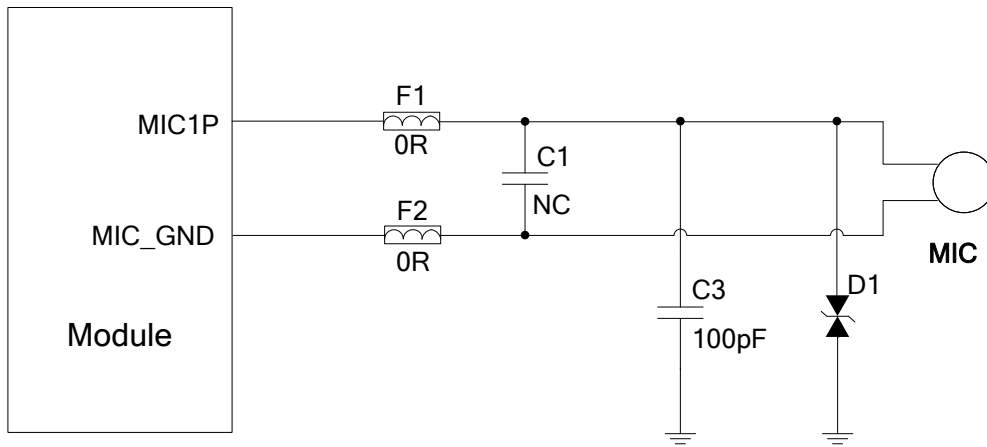 F1
MIC1P
0R
C1
NC
F2
MIC_GND
0R
MIC
C3
D1
100pF
Module